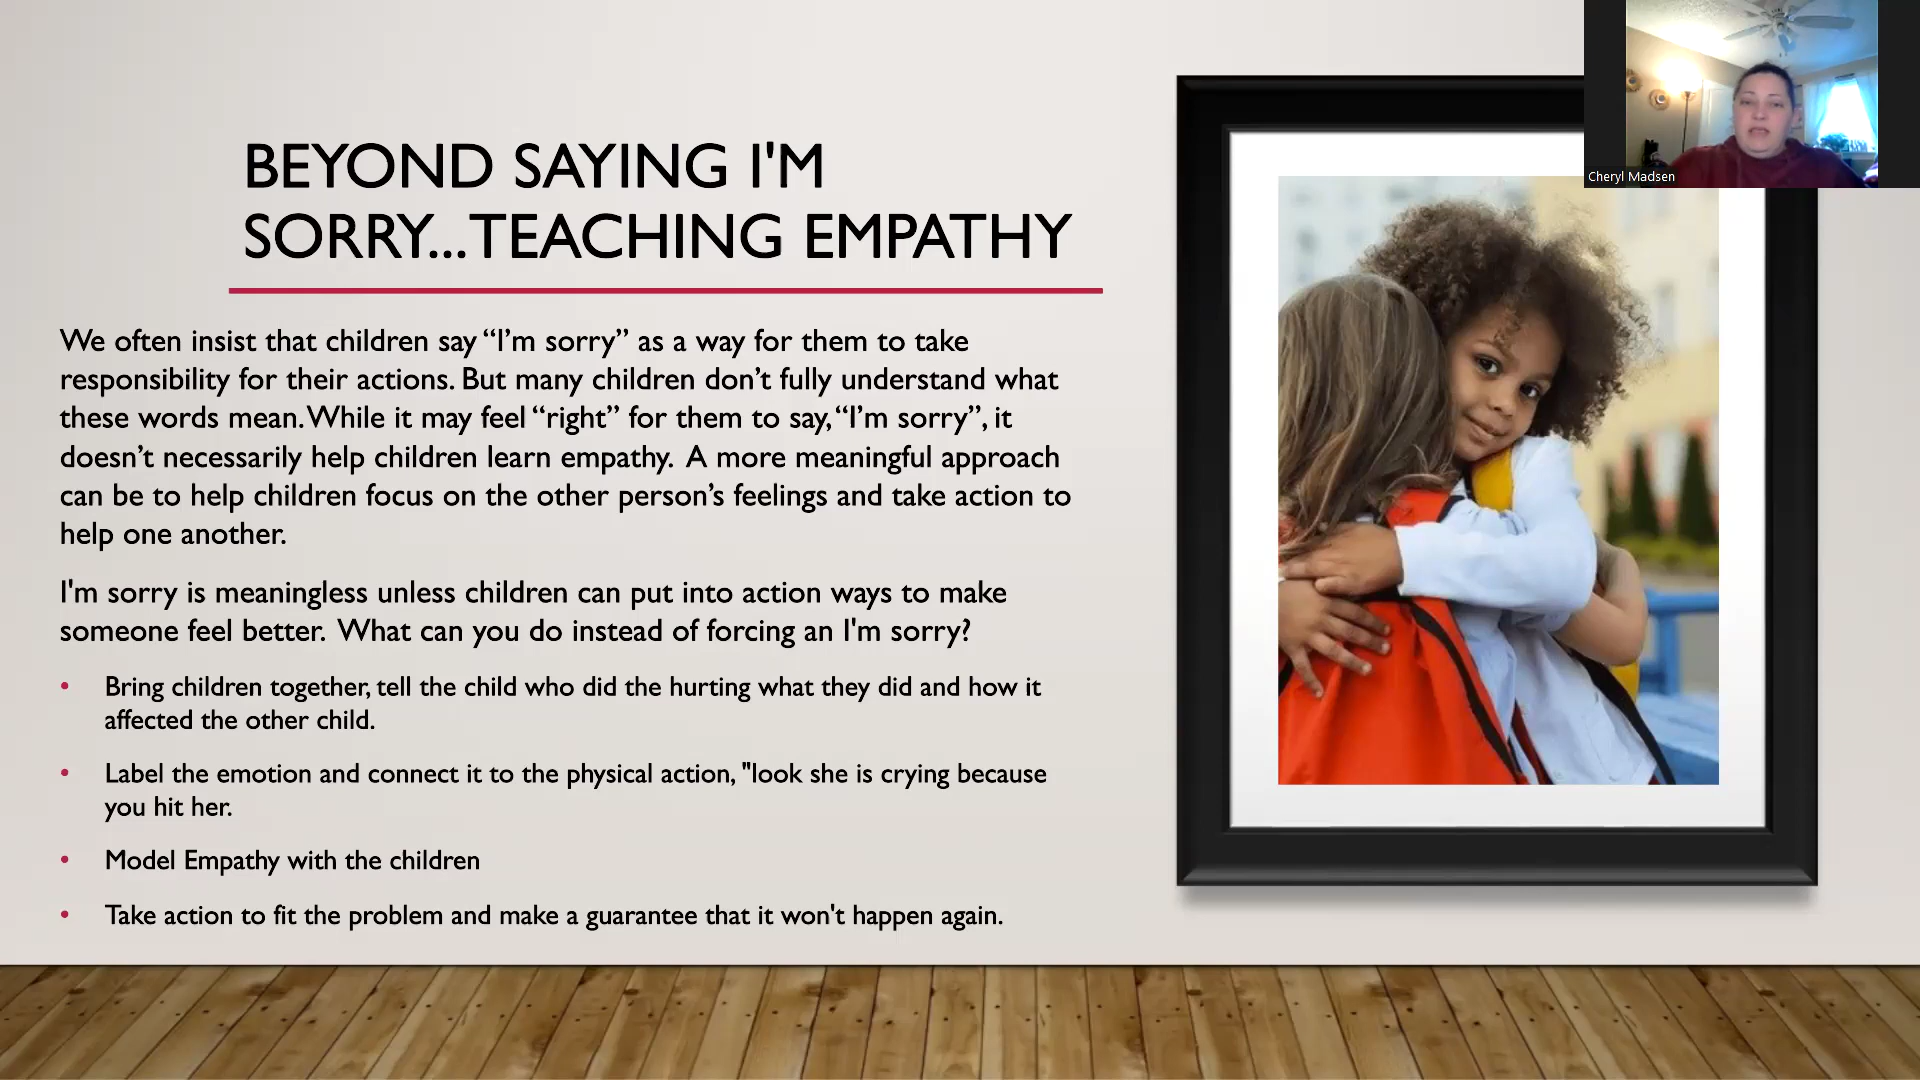 BEYOND SAYING I'M
SORRY...TEACHING EMPATHY
We often insist that children say “I’m sorry” as a way for them to take
responsibility for their actions. But many children don’t fully understand what
these words mean. While it may feel “right” for them to say, “I’m sorry”, it
doesn’t necessarily help children learn empathy. A more meaningful approach
can be to help children focus on the other person’s feelings and take action to
help one another.
I'm sorry is meaningless unless children can put into action ways to make
someone feel better. What can you do instead of forcing an I'm sorry?
• Bring children together, tell the child who did the hurting what they did and how it
affected the other child.
• Label the emotion and connect it to the physical action, "look she is crying because
you hit her.
• Model Empathy with the children
• Take action to fit the problem and make a guarantee that it won't happen again.
Cheryl Madsen